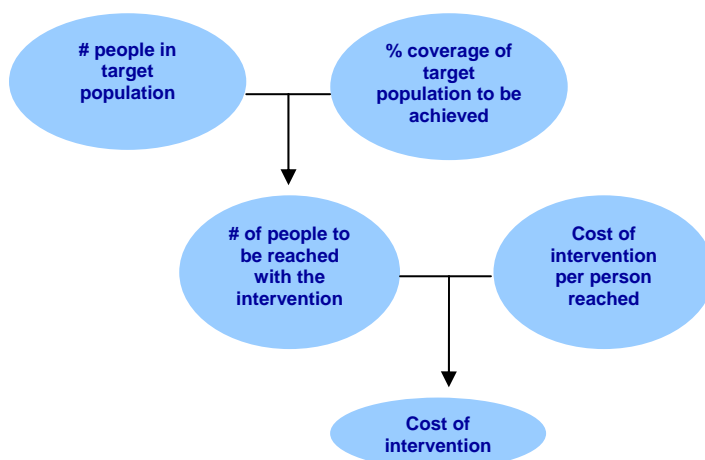 # people in
target
population
% coverage of
target
population to be
achieved
# of people to
be reached
with the
intervention
Cost of
intervention
per person
reached
Cost of
intervention